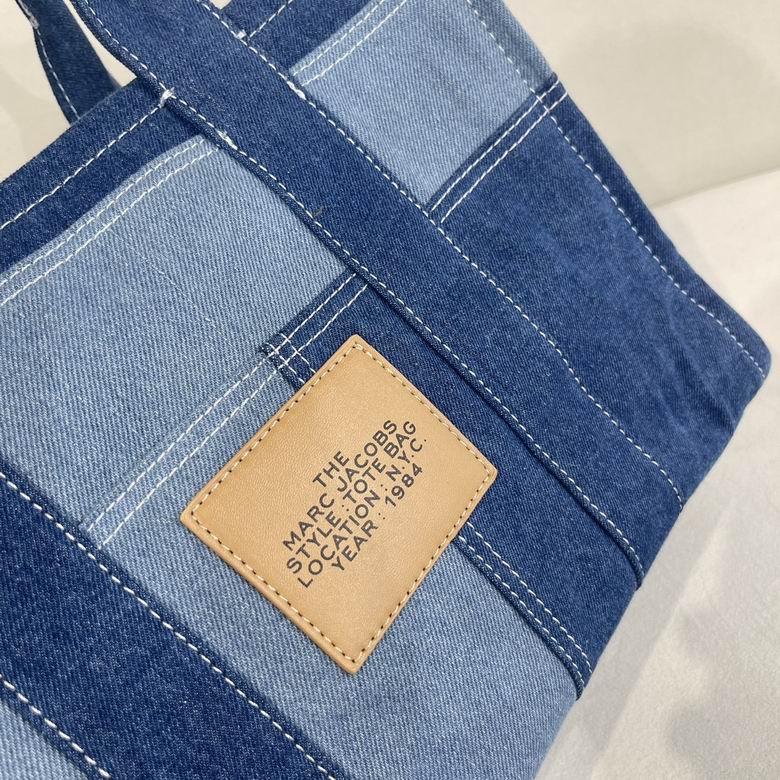 THE
MARC JACOBS
STYLE : TOTE BAG
LOCATION : N.Y.C.
YEAR : 1984